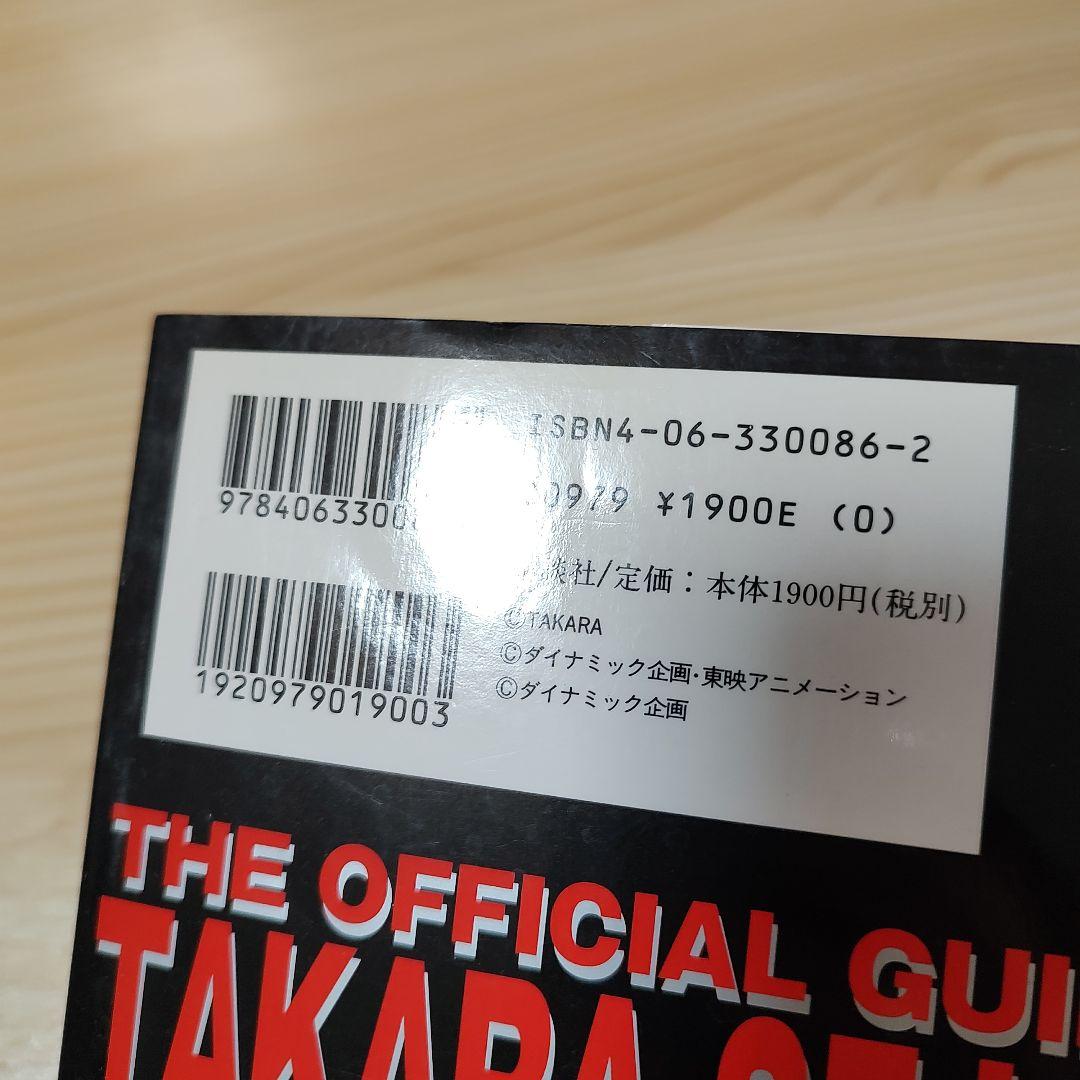 ISBN4-06-330086-2
¥1900E (0)
9784063300
談社/定価：本体1900円(税別)
©TAKARA
©ダイナミック企画・東映アニメーション
©ダイナミック企画
1920979019003
THE OFFICIAL GUI
TAKARA